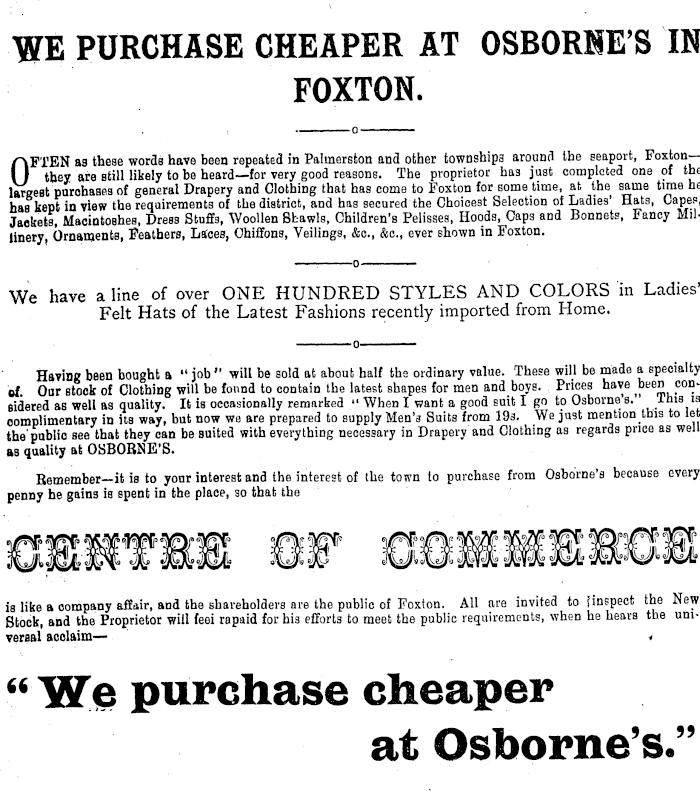 WE PURCHASE CHEAPER AT OSBORNE'S IN
FOXTON.
OFTEN as these words have been repeated in Palmerston and other townships around the seaport, Foxton—
they are still likely to be heard—for very good reasons. The proprietor has just completed one of the
largest purchases of general Drapery and Clothing that has come to Foxton for some time, at the same time he
has kept in view the requirements of the district, and has secured the Choicest Selection of Ladies' Hats, Capes,
Jackets, Macintoshes, Dress Stuffs, Woollen Shawls, Children's Pelisses, Hoods, Caps and Bonnets, Fancy Mil-
linery, Ornaments, Feathers, Laces, Chiffons, Veilings, &c., &c., ever shown in Foxton.
We have a line of over ONE HUNDRED STYLES AND COLORS in Ladies'
Felt Hats of the Latest Fashions recently imported from Home.
Having been bought a "job" will be sold at about half the ordinary value. These will be made a specialty
of. Our stock of Clothing will be found to contain the latest shapes for men and boys. Prices have been con-
sidered as well as quality. It is occasionally remarked "When I want a good suit I go to Osborne's." This is
complimentary in its way, but now we are prepared to supply Men's Suits from 19s. We just mention this to let
the public see that they can be suited with everything necessary in Drapery and Clothing as regards price as well
as quality at OSBORNE'S.
Remember—it is to your interest and the interest of the town to purchase from Osborne's because every
penny he gains is spent in the place, so that the
CENTRE OF COMMERCE
is like a company affair, and the shareholders are the public of Foxton. All are invited to inspect the New
Stock, and the Proprietor will feel rapaid for his efforts to meet the public requirements, when he hears the uni-
versal acclaim—
"We purchase cheaper
at Osborne's."